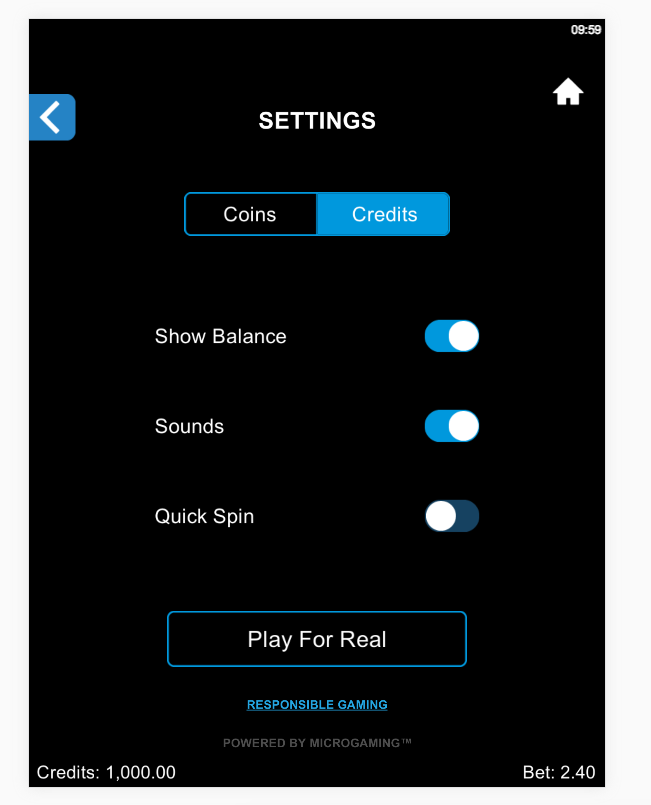 09:59
SETTINGS
Coins Credits
Show Balance
Sounds
Quick Spin
Play For Real
RESPONSIBLE GAMING
POWERED BY MICROGAMING™
Credits: 1,000.00 Bet: 2.40